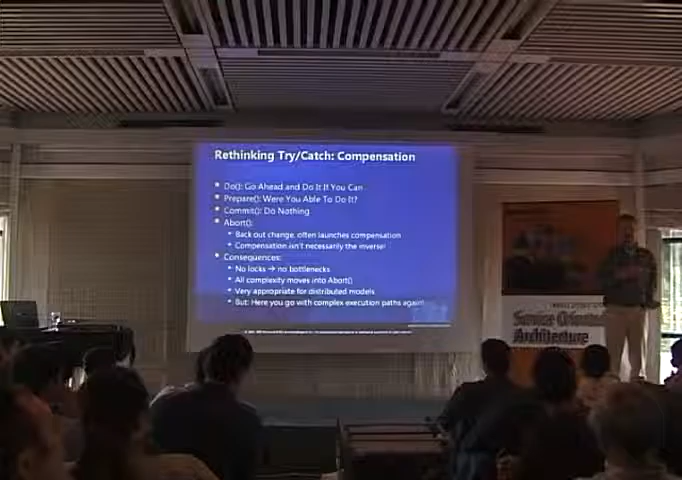 Rethinking Try/Catch: Compensation
• Do(): Go Ahead and Do It If You Can
• Prepare(): Were You Able To Do It?
• Commit(): Do Nothing
• Abort():
• Back out change, often launches compensation
• Compensation isn't necessarily the inverse!
• Consequences:
• No locks → no bottlenecks
• All complexity moves into Abort()
• Very appropriate for distributed models
• But: Here you go with complex execution paths again!
Service Oriented
Architecture